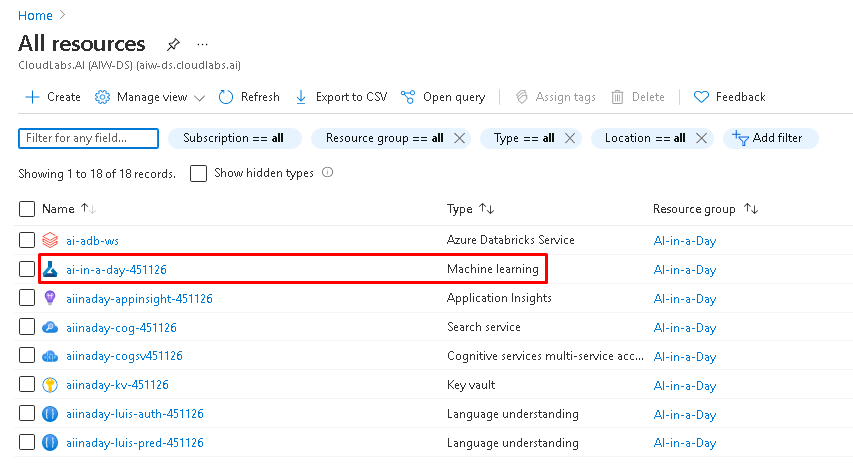 Home >
All resources ...
CloudLabs.AI (AIW-DS) (aiw-ds.cloudlabs.ai)
+ Create Manage view Refresh Export to CSV Open query Assign tags Delete Feedback
Filter for any field... Subscription == all Resource group == all Type == all Location == all Add filter
Showing 1 to 18 of 18 records. Show hidden types
Name ↑↓ Type ↑↓ Resource group ↑↓
ai-adb-ws Azure Databricks Service AI-in-a-Day
ai-in-a-day-451126 Machine learning AI-in-a-Day
aiinaday-appinsight-451126 Application Insights AI-in-a-Day
aiinaday-cog-451126 Search service AI-in-a-Day
aiinaday-cogsv451126 Cognitive services multi-service acc... AI-in-a-Day
aiinaday-kv-451126 Key vault AI-in-a-Day
aiinaday-luis-auth-451126 Language understanding AI-in-a-Day
aiinaday-luis-pred-451126 Language understanding AI-in-a-Day